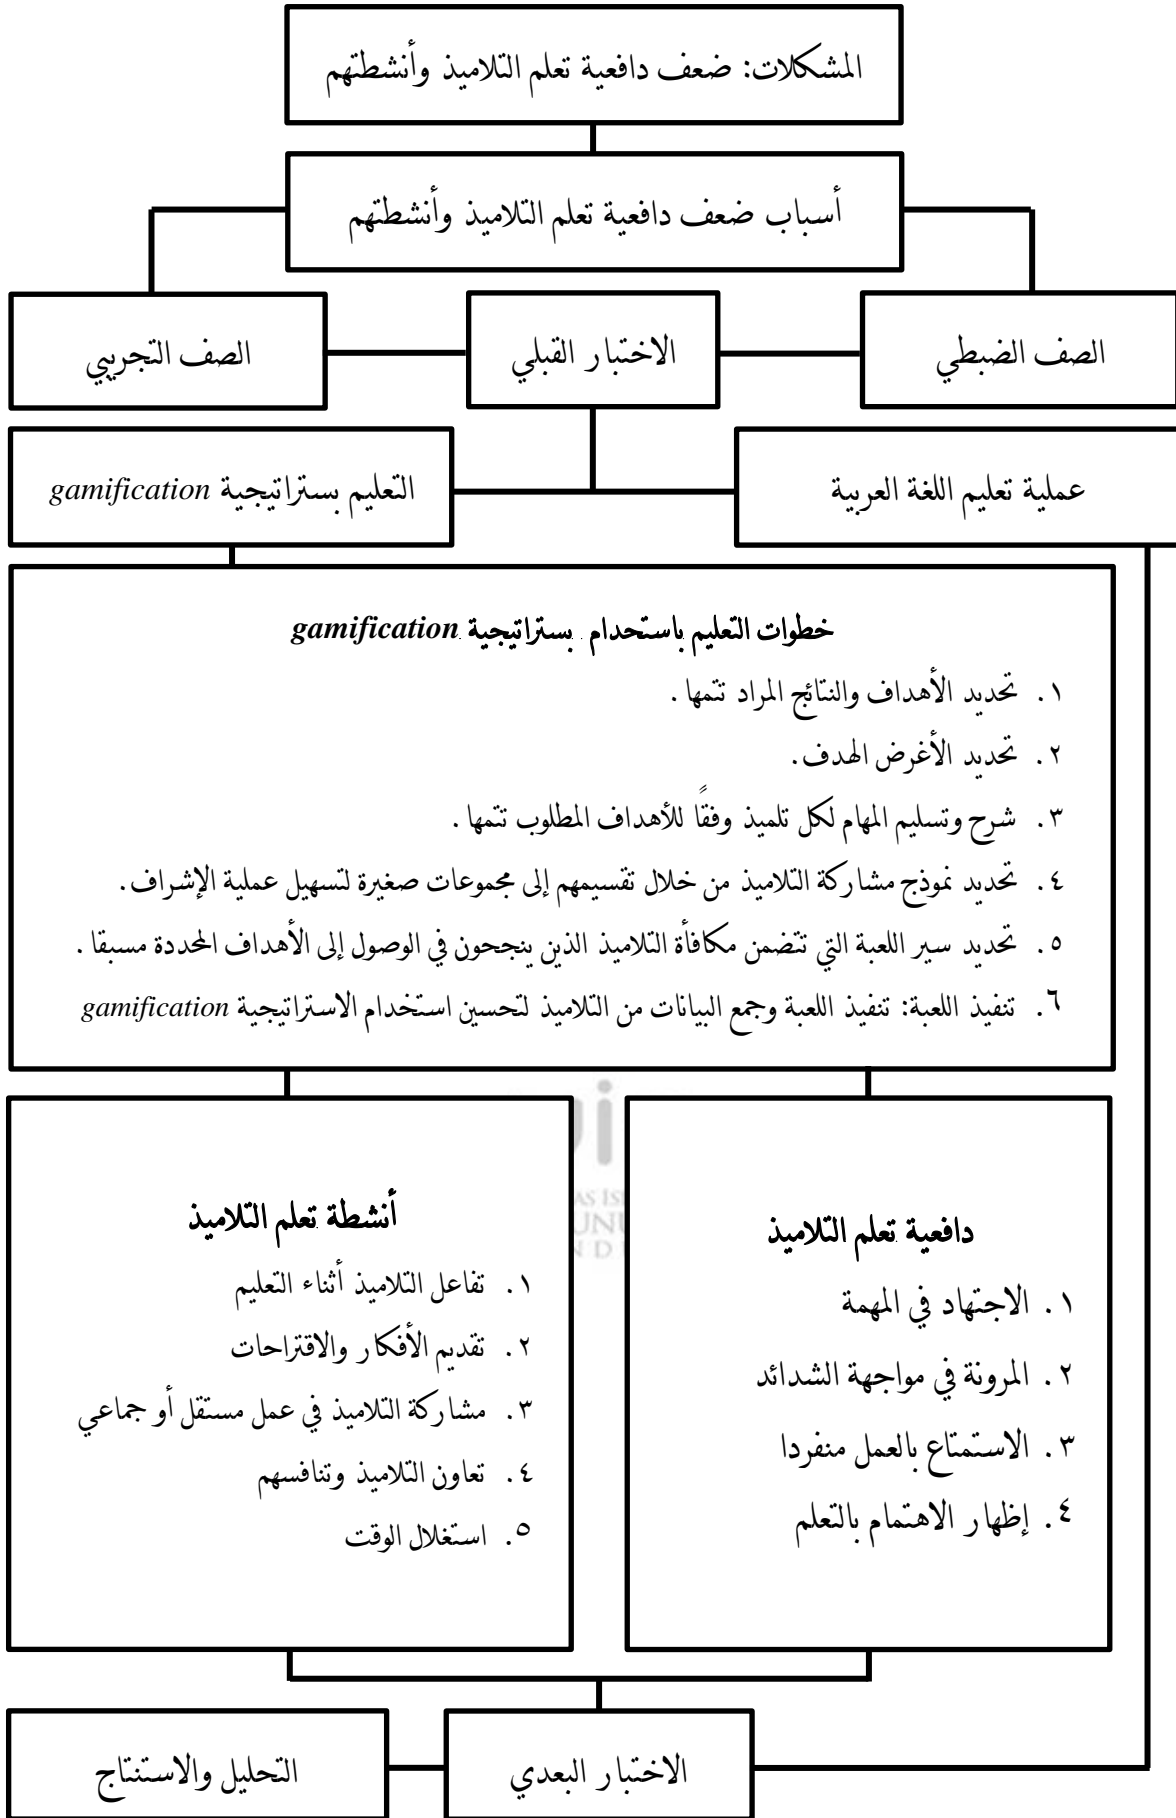 المشكلات: ضعف دافعية تعلم التلاميذ وأنشطتهم
أسباب ضعف دافعية تعلم التلاميذ وأنشطتهم
الصف الضبطي
الاختبار القبلي
الصف التجريبي
عملية تعليم اللغة العربية
التعليم بستراتيجية gamification
خطوات التعليم باستحدام بستراتيجية gamification
١. تحديد الأهداف والنتائج المراد تتمها .
٢. تحديد الأغرض الهدف.
٣. شرح وتسليم المهام لكل تلميذ وفقًا للأهداف المطلوب تتمها .
٤. تحديد نموذج مشاركة التلاميذ من خلال تقسيمهم إلى مجموعات صغيرة لتسهيل عملية الإشراف.
٥. تحديد سير اللعبة التي تتضمن مكافأة التلاميذ الذين ينجحون في الوصول إلى الأهداف المحددة مسبقا .
٦. تنفيذ اللعبة: تنفيذ اللعبة وجمع البيانات من التلاميذ لتحسين استخدام الاستراتيجية gamification
دافعية تعلم التلاميذ
١. الاجتهاد في المهمة
٢. المرونة في مواجهة الشدائد
٣. الاستمتاع بالعمل منفردا
٤. إظهار الاهتمام بالتعلم
أنشطة تعلم التلاميذ
١. تفاعل التلاميذ أثناء التعليم
٢. تقديم الأفكار والاقتراحات
٣. مشاركة التلاميذ في عمل مستقل أو جماعي
٤. تعاون التلاميذ وتنافسهم
٥. استغلال الوقت
الاختبار البعدي
التحليل والاستنتاج